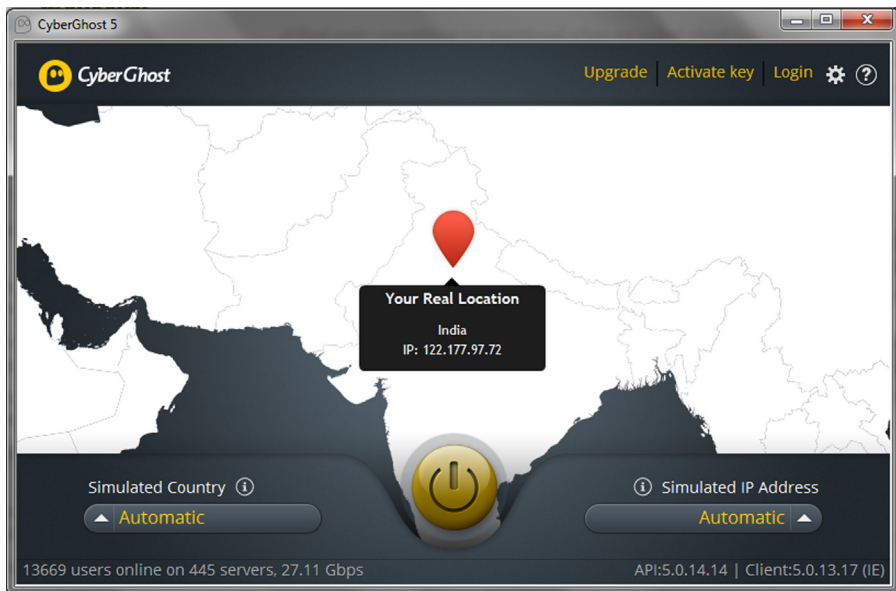 CyberGhost 5
CyberGhost
Upgrade
Activate key
Login
Your Real Location
India
IP: 122.177.97.72
Simulated Country
Automatic
Simulated IP Address
Automatic
13669 users online on 445 servers, 27.11 Gbps
API:5.0.14.14 | Client:5.0.13.17 (IE)